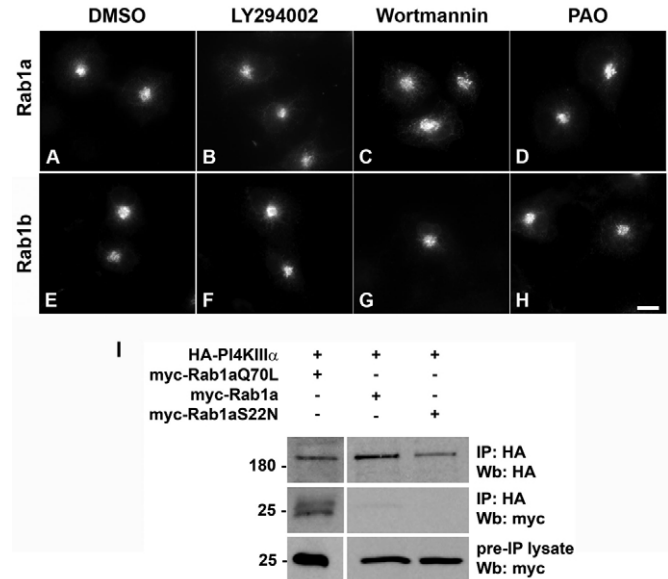 DMSO LY294002 Wortmannin PAO
Rab1a
A B C D
Rab1b
E F G H
I
HA-PI4KIIIα + + +
myc-Rab1aQ70L + - -
myc-Rab1a - + -
myc-Rab1aS22N - - +
180 -
IP: HA
Wb: HA
25 -
IP: HA
Wb: myc
25 -
pre-IP lysate
Wb: myc